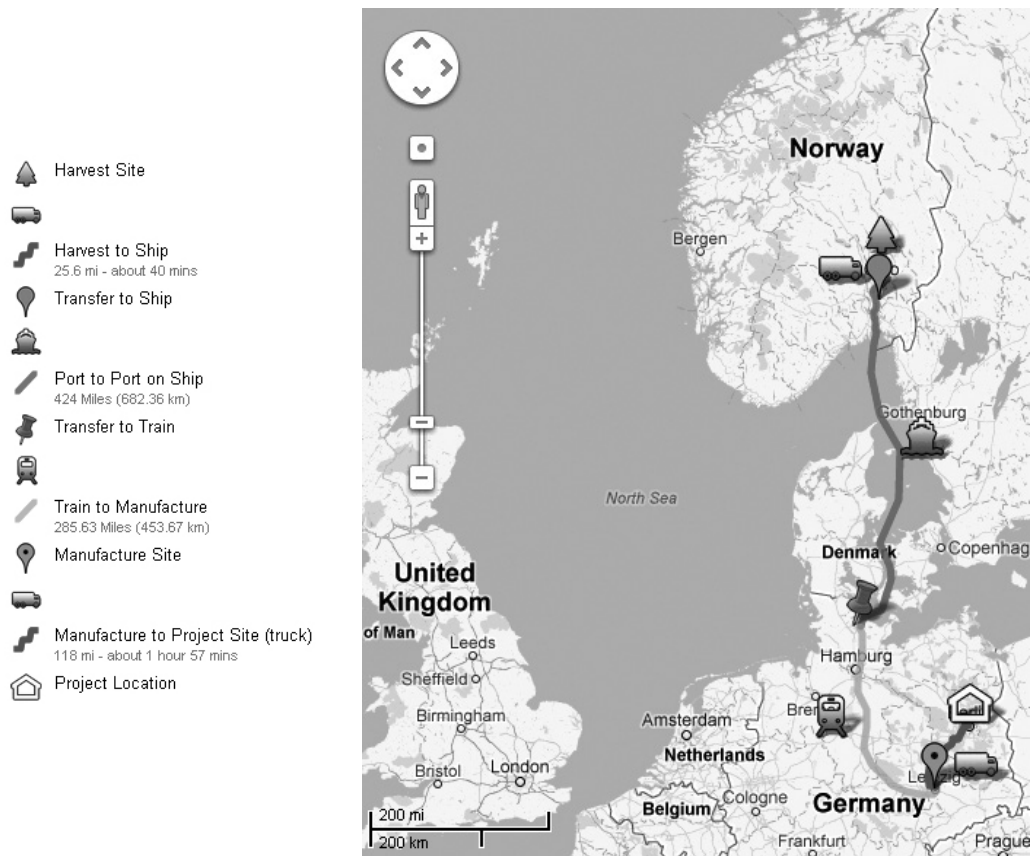 Harvest Site
Harvest to Ship
25.6 mi - about 40 mins
Transfer to Ship
Port to Port on Ship
424 Miles (682.36 km)
Transfer to Train
Train to Manufacture
285.63 Miles (453.67 km)
Manufacture Site
Manufacture to Project Site (truck)
118 mi - about 1 hour 57 mins
Project Location
Norway
Bergen
Gothenburg
North Sea
Denmark
Copenhag
United
Kingdom
of Man
Leeds
Sheffield
Hamburg
Birmingham
Amsterdam
Netherlands
Bristol
London
Belgium
Cologne
Germany
200 mi
200 km
Frankfurt
Prague